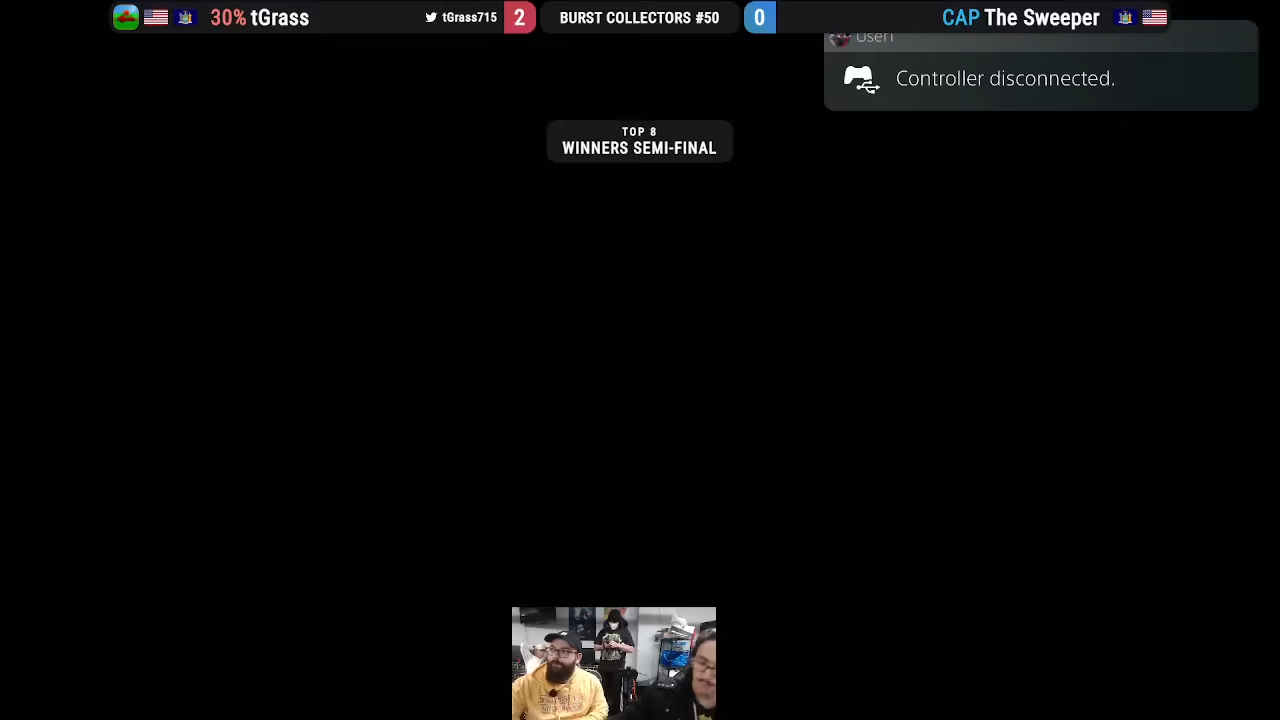 30% tGrass
tGrass715
2
BURST COLLECTORS #50
0
CAP The Sweeper
User1
Controller disconnected.
TOP 8
WINNERS SEMI-FINAL